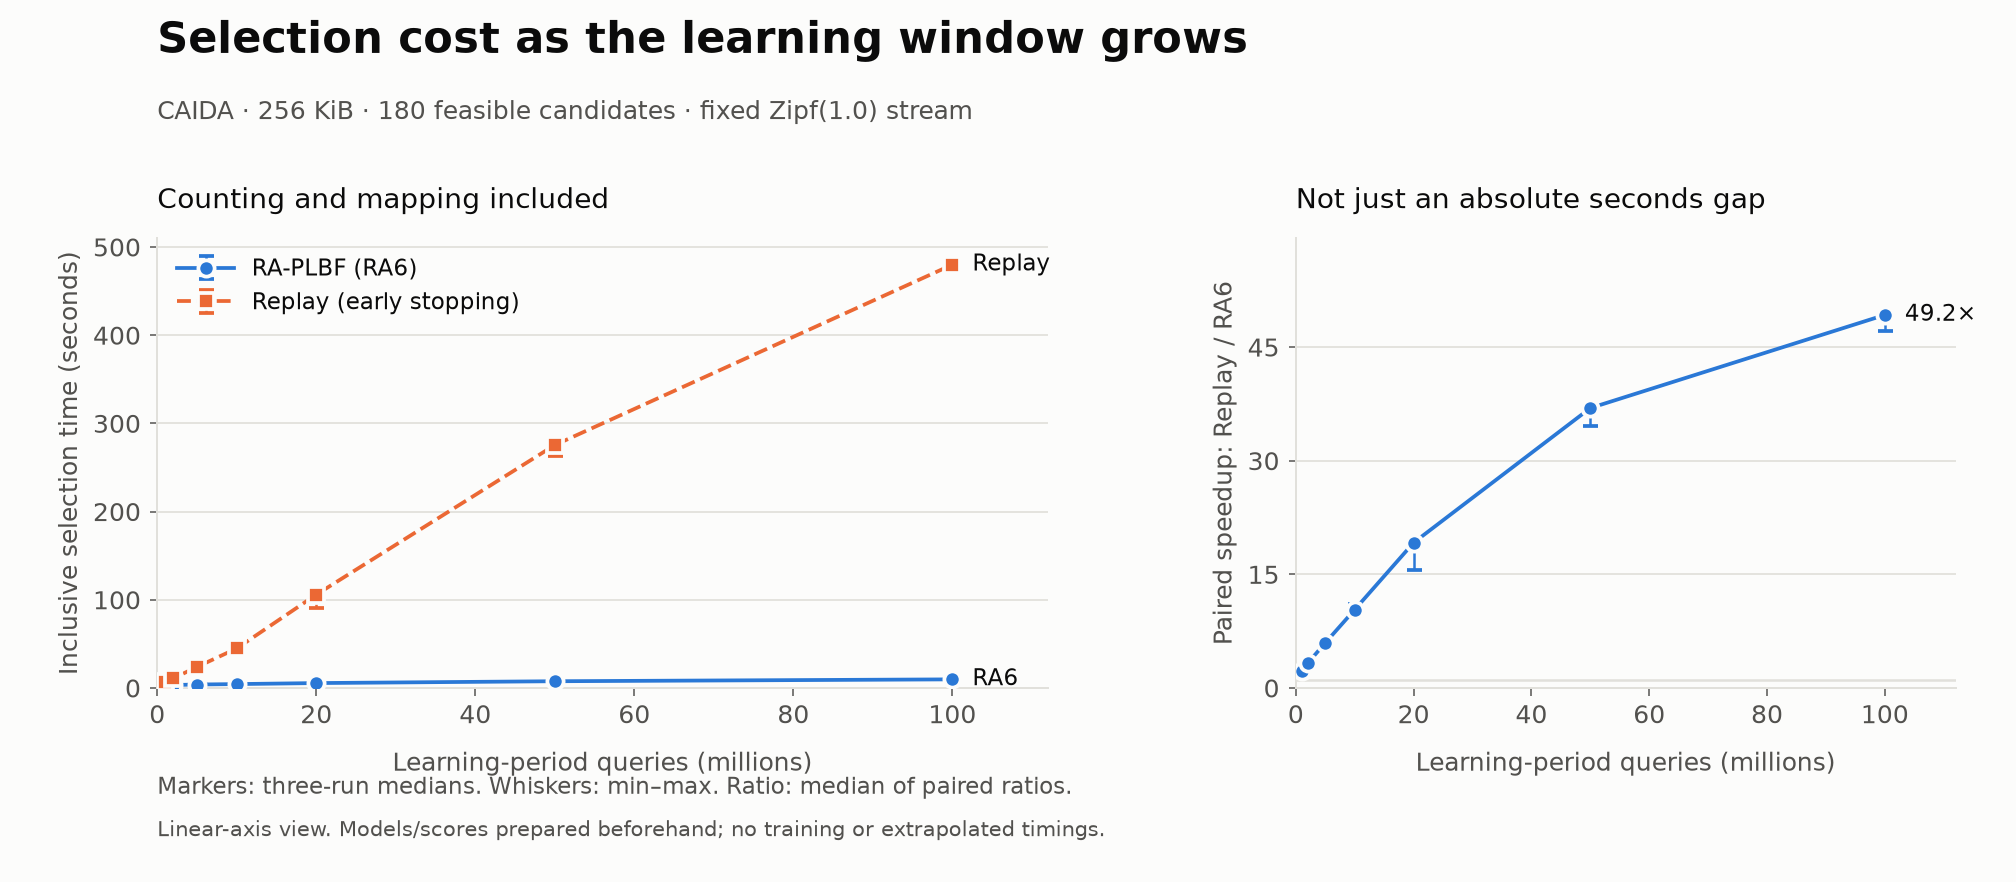 Selection cost as the learning window grows
CAIDA · 256 KiB · 180 feasible candidates · fixed Zipf(1.0) stream
Counting and mapping included
Inclusive selection time (seconds)
500
400
300
200
100
0
RA-PLBF (RA6)
Replay (early stopping)
Replay
RA6
0 20 40 60 80 100
Learning-period queries (millions)
Not just an absolute seconds gap
Paired speedup: Replay / RA6
45
30
15
0
49.2×
0 20 40 60 80 100
Learning-period queries (millions)
Markers: three-run medians. Whiskers: min–max. Ratio: median of paired ratios.
Linear-axis view. Models/scores prepared beforehand; no training or extrapolated timings.